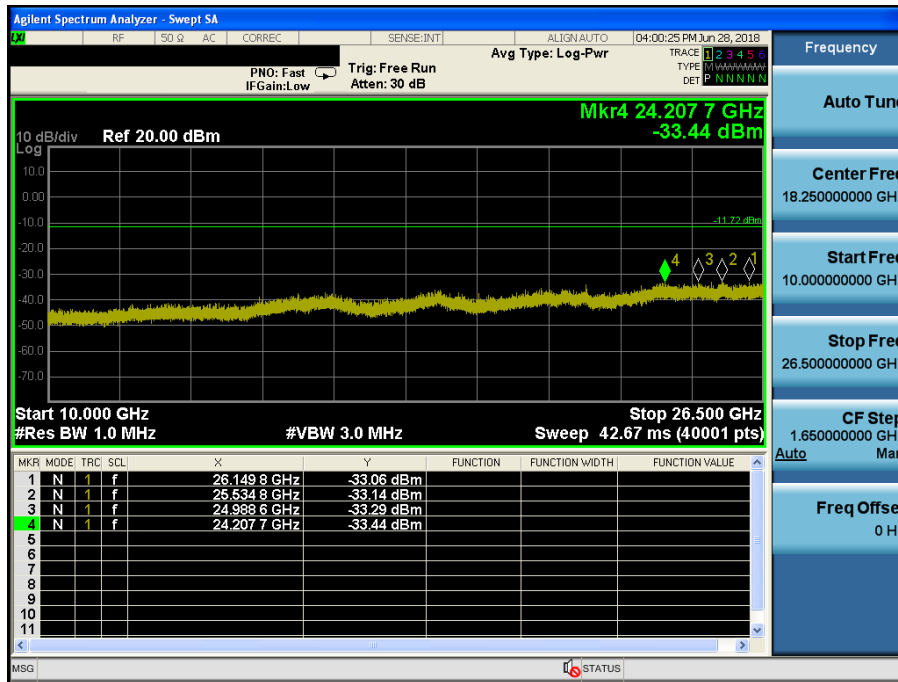 Agilent Spectrum Analyzer - Swept SA
LXI RF 50 Ω AC CORREC SENSE:INT ALIGN AUTO 04:00:25 PM Jun 28, 2018
Frequency
Avg Type: Log-Pwr TRACE 1 2 3 4 5 6
PNO: Fast Trig: Free Run TYPE M W W W W W
IFGain:Low Atten: 30 dB DET P N N N N N
Auto Tune
Mkr4 24.207 7 GHz
10 dB/div Ref 20.00 dBm -33.44 dBm
Log
10.0
0.00
-10.0
-11.72 dBm
-20.0
-30.0
-40.0
-50.0
-60.0
-70.0
4 3 2 1
Center Freq
18.250000000 GH
Start Freq
10.000000000 GH
Stop Freq
26.500000000 GH
Start 10.000 GHz Stop 26.500 GHz
#Res BW 1.0 MHz #VBW 3.0 MHz Sweep 42.67 ms (40001 pts)
CF Step
1.650000000 GH
Auto Man
MKR MODE TRC SCL X Y FUNCTION FUNCTION WIDTH FUNCTION VALUE
1 N 1 f 26.149 8 GHz -33.06 dBm
2 N 1 f 25.534 8 GHz -33.14 dBm
3 N 1 f 24.988 6 GHz -33.29 dBm
4 N 1 f 24.207 7 GHz -33.44 dBm
5
6
7
8
9
10
11
Freq Offse
0 H
MSG STATUS